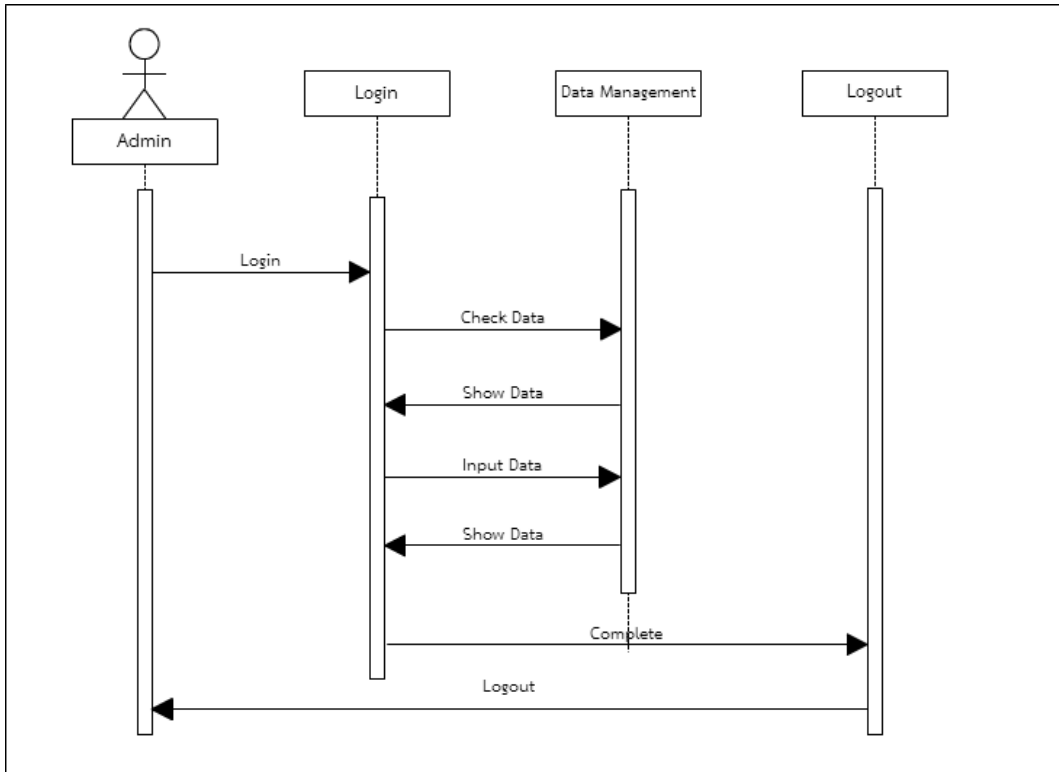 Admin
Login
Data Management
Logout
Login
Check Data
Show Data
Input Data
Show Data
Complete
Logout